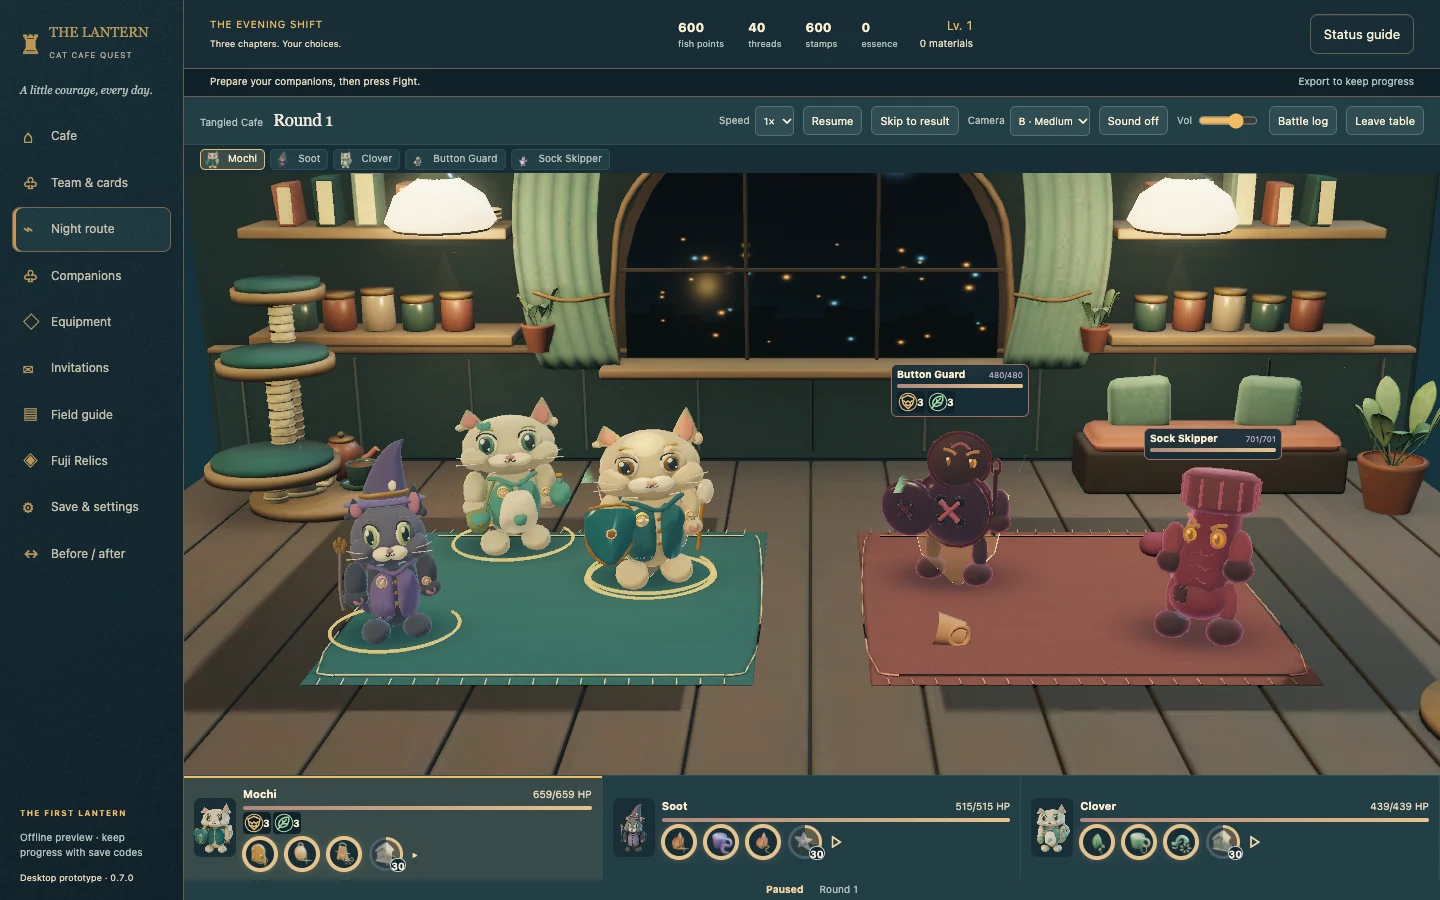 THE LANTERN
CAT CAFE QUEST
A little courage, every day.
Cafe
Team & cards
Night route
Companions
Equipment
Invitations
Field guide
Fuji Relics
Save & settings
Before / after
THE FIRST LANTERN
Offline preview · keep
progress with save codes
Desktop prototype · 0.7.0
THE EVENING SHIFT
Three chapters. Your choices.
600 40 600 0 Lv. 1
fish points threads stamps essence 0 materials
Status guide
Prepare your companions, then press Fight.
Export to keep progress
Tangled Cafe Round 1
Speed 1x Resume Skip to result Camera B · Medium Sound off Vol Battle log Leave table
Mochi Soot Clover Button Guard Sock Skipper
Button Guard 480/480
3 3
Sock Skipper 701/701
Mochi 659/659 HP
3 3
30
Soot 515/515 HP
30
Clover 439/439 HP
30
Paused Round 1